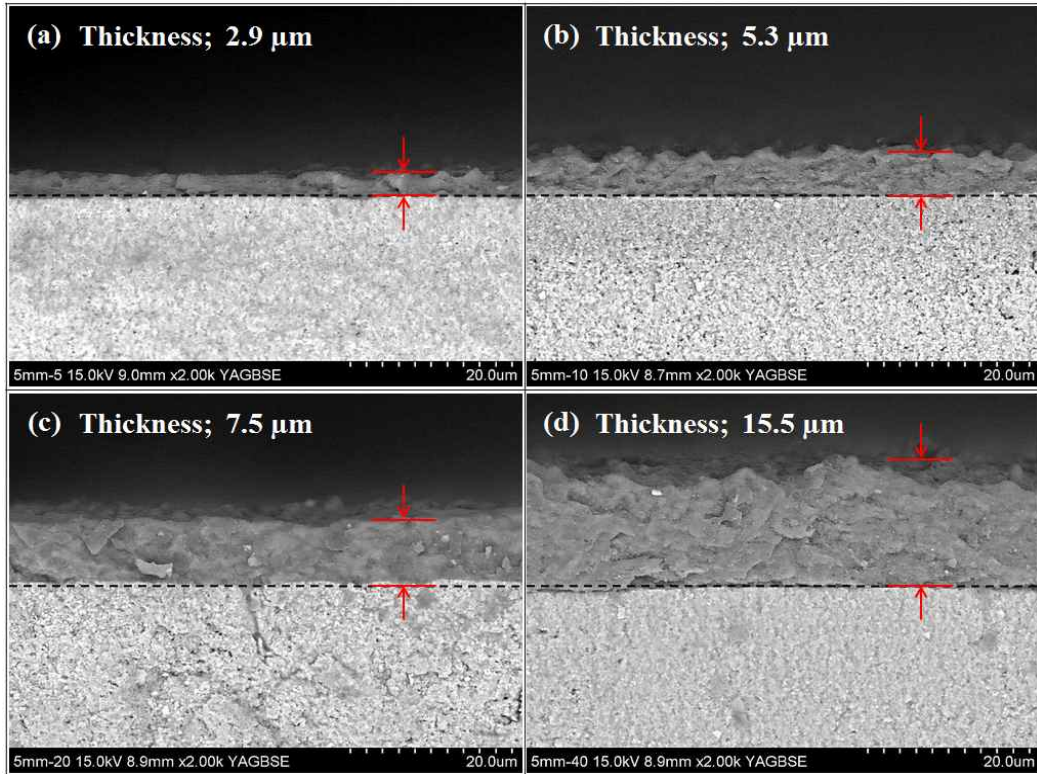 (a) Thickness; 2.9 µm
5mm-5 15.0kV 9.0mm x2.00k YAGBSE 20.0um
(b) Thickness; 5.3 µm
5mm-10 15.0kV 8.7mm x2.00k YAGBSE 20.0um
(c) Thickness; 7.5 µm
5mm-20 15.0kV 8.9mm x2.00k YAGBSE 20.0um
(d) Thickness; 15.5 µm
5mm-40 15.0kV 8.9mm x2.00k YAGBSE 20.0um